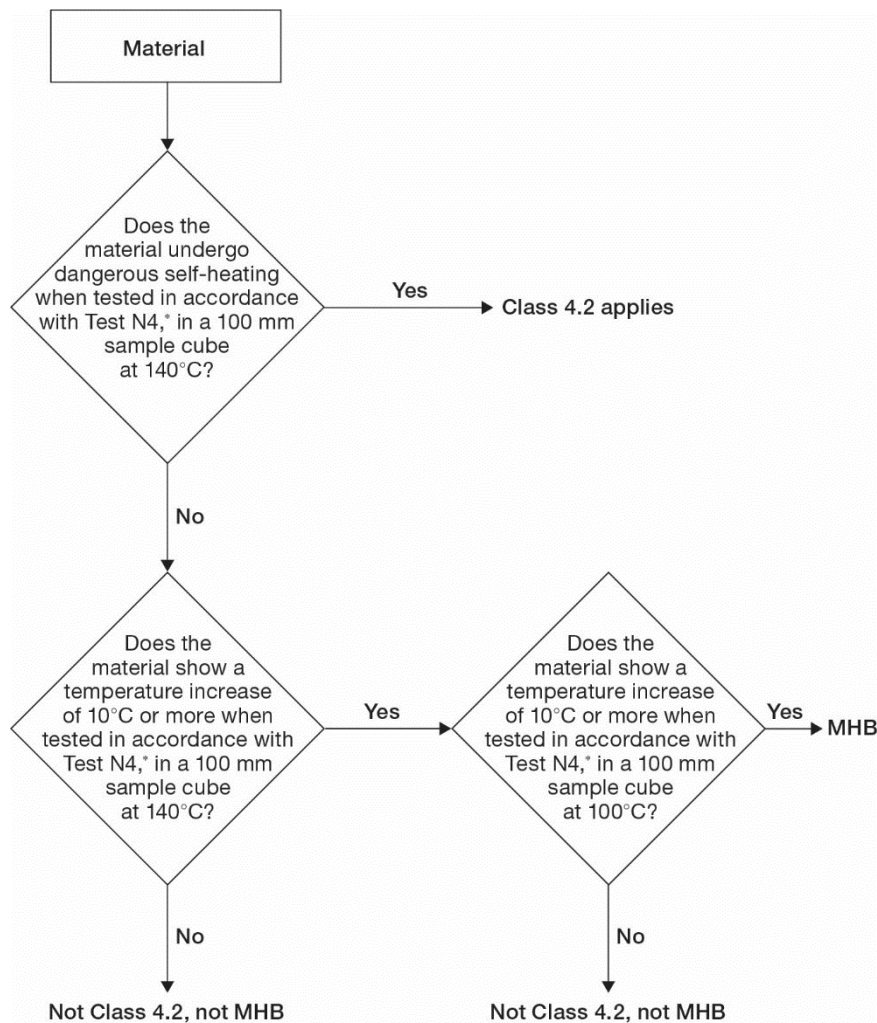 Material
Does the
material undergo
dangerous self-heating
when tested in accordance
with Test N4,* in a 100 mm
sample cube
at 140°C?
Yes
Class 4.2 applies
No
Does the
material show a
temperature increase
of 10°C or more when
tested in accordance with
Test N4,* in a 100 mm
sample cube
at 140°C?
Yes
Does the
material show a
temperature increase
of 10°C or more when
tested in accordance with
Test N4,* in a 100 mm
sample cube
at 100°C?
Yes
MHB
No
Not Class 4.2, not MHB
No
Not Class 4.2, not MHB